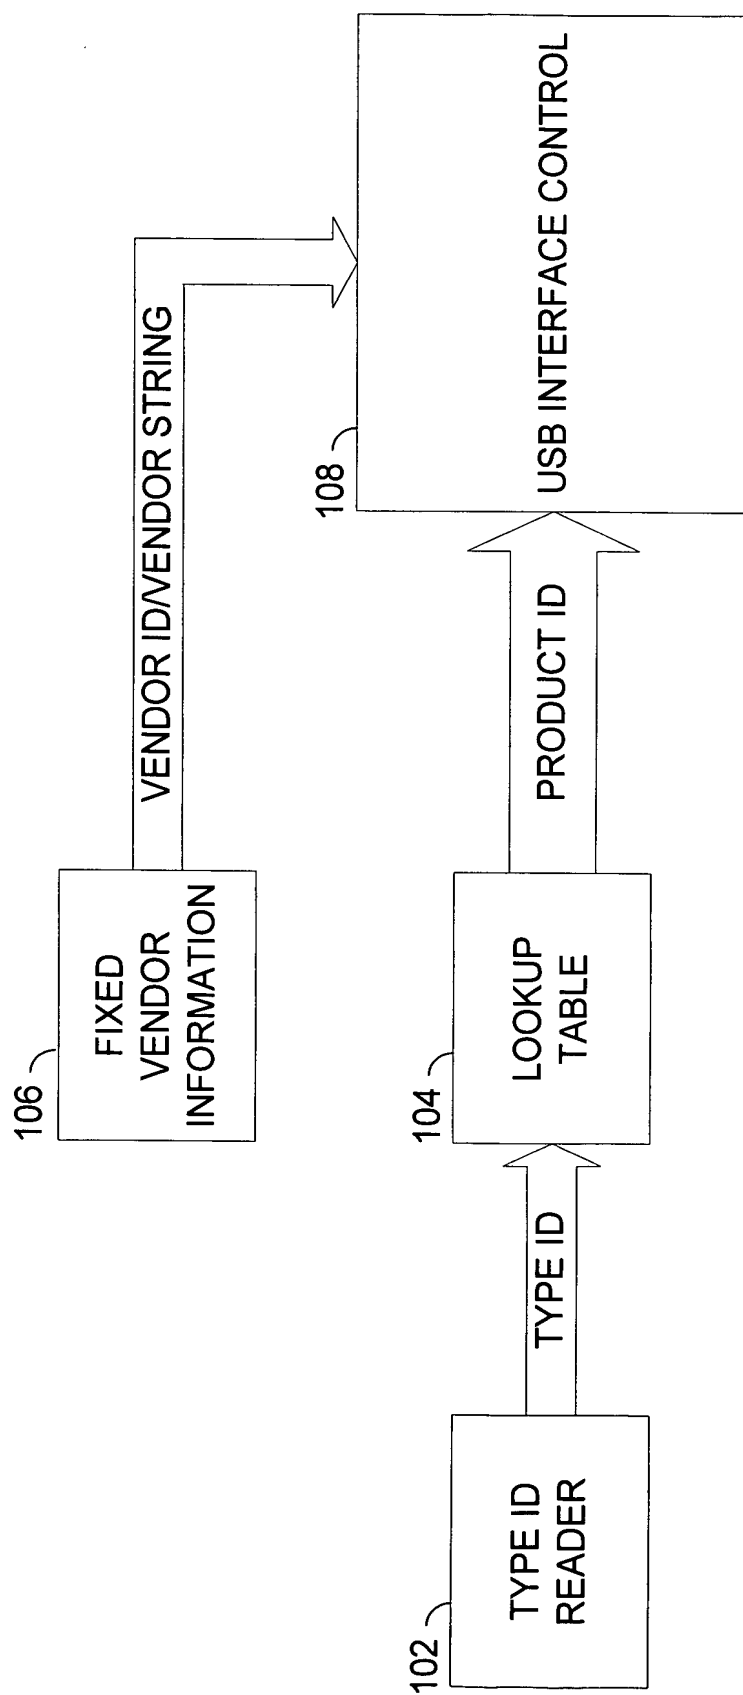 106
FIXED
VENDOR
INFORMATION
VENDOR ID/VENDOR STRING
102
TYPE ID
READER
TYPE ID
104
LOOKUP
TABLE
PRODUCT ID
108
USB INTERFACE CONTROL